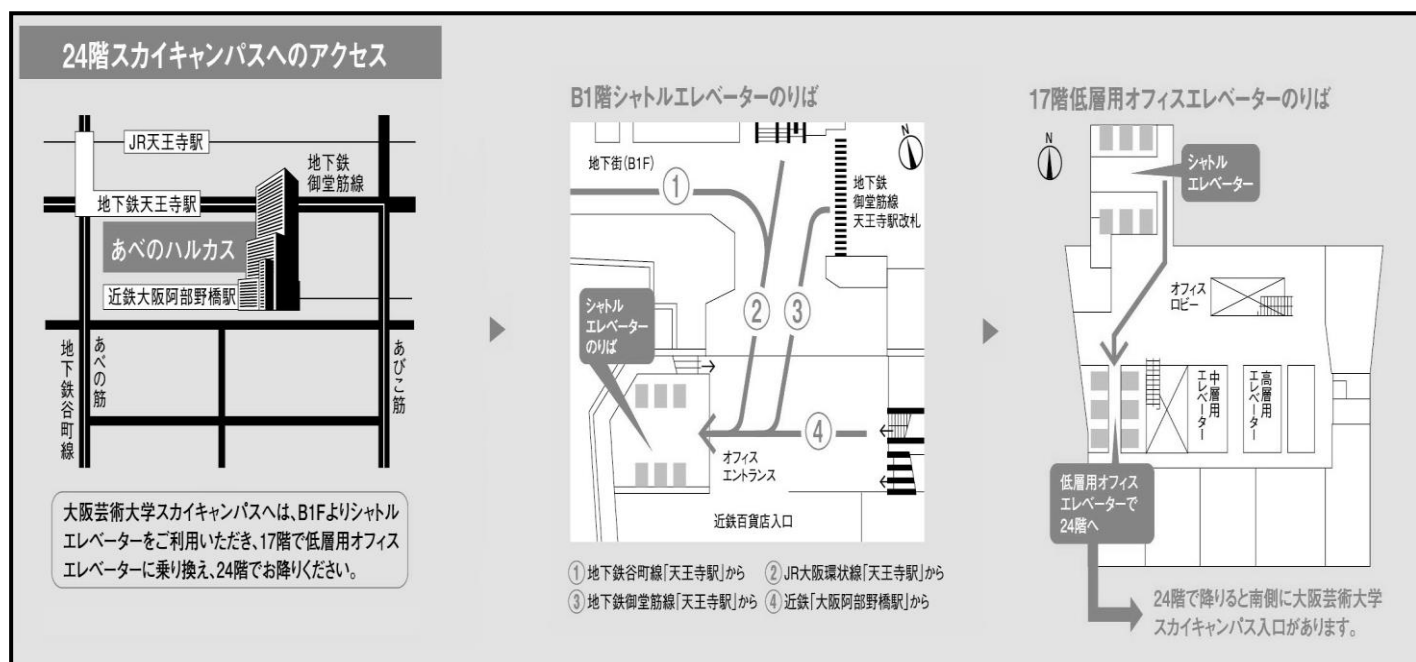 24階スカイキャンパスへのアクセス
JR天王寺駅
地下鉄
御堂筋線
地下鉄天王寺駅
あべのハルカス
近鉄大阪阿部野橋駅
地下鉄谷町線
あべの筋
あびこ筋
大阪芸術大学スカイキャンパスへは、B1Fよりシャトル
エレベーターをご利用いただき、17階で低層用オフィス
エレベーターに乗り換え、24階でお降りください。
B1階シャトルエレベーターのりば
N
地下街(B1F)
①
地下鉄
御堂筋線
天王寺駅改札
②
③
シャトル
エレベーター
のりば
④
オフィス
エントランス
近鉄百貨店入口
①地下鉄谷町線「天王寺駅」から ②JR大阪環状線「天王寺駅」から
③地下鉄御堂筋線「天王寺駅」から ④近鉄「大阪阿部野橋駅」から
17階低層用オフィスエレベーターのりば
N
シャトル
エレベーター
オフィス
ロビー
中層用
エレベーター
高層用
エレベーター
低層用オフィス
エレベーターで
24階へ
24階で降りると南側に大阪芸術大学
スカイキャンパス入口があります。